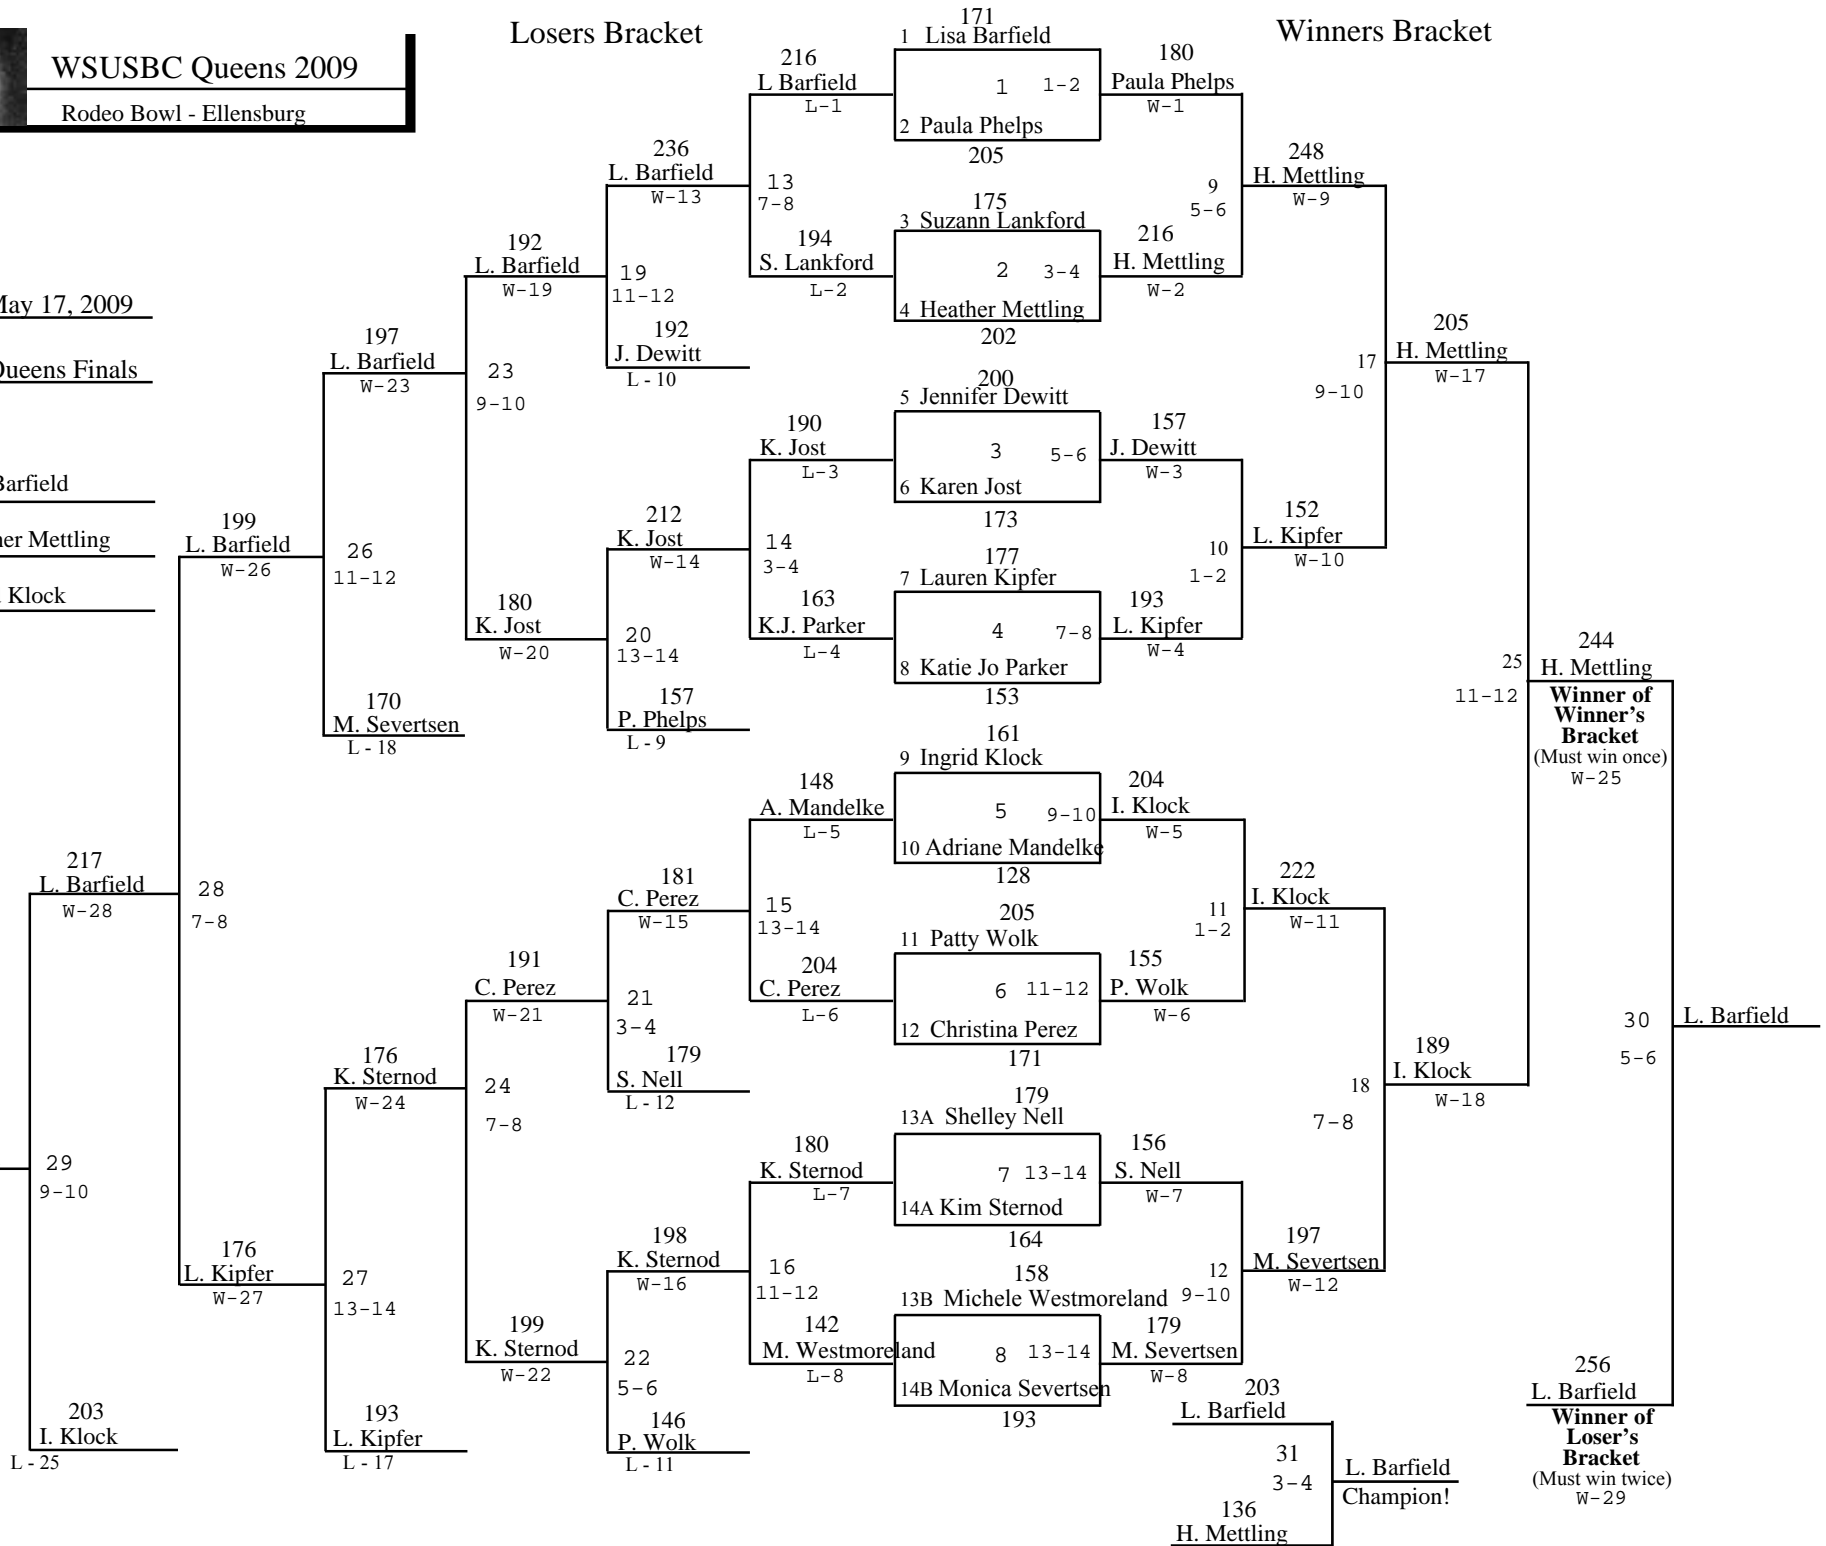 WSUSBC Queens 2009
Rodeo Bowl - Ellensburg
May 17, 2009
Queens Finals
Barfield
her Mettling
. Klock
Losers Bracket
Winners Bracket
171
1 Lisa Barfield
1 1-2
2 Paula Phelps
205
175
3 Suzann Lankford
2 3-4
4 Heather Mettling
202
200
5 Jennifer Dewitt
3 5-6
6 Karen Jost
173
177
7 Lauren Kipfer
4 7-8
8 Katie Jo Parker
153
161
9 Ingrid Klock
5 9-10
10 Adriane Mandelke
128
205
11 Patty Wolk
6 11-12
12 Christina Perez
171
179
13A Shelley Nell
7 13-14
14A Kim Sternod
164
158
13B Michele Westmoreland
8 13-14
14B Monica Severtsen
193
180
Paula Phelps
W-1
9
5-6
216
H. Mettling
W-2
157
J. Dewitt
W-3
10
1-2
193
L. Kipfer
W-4
204
I. Klock
W-5
11
1-2
155
P. Wolk
W-6
156
S. Nell
W-7
12
9-10
179
M. Severtsen
W-8
248
H. Mettling
W-9
17
9-10
152
L. Kipfer
W-10
222
I. Klock
W-11
18
7-8
197
M. Severtsen
W-12
205
H. Mettling
W-17
25
11-12
189
I. Klock
W-18
244
H. Mettling
Winner of
Winner's
Bracket
(Must win once)
W-25
30
5-6
L. Barfield
256
L. Barfield
Winner of
Loser's
Bracket
(Must win twice)
W-29
203
L. Barfield
31
3-4
136
H. Mettling
L. Barfield
Champion!
216
L Barfield
L-1
13
7-8
194
S. Lankford
L-2
190
K. Jost
L-3
14
3-4
163
K.J. Parker
L-4
148
A. Mandelke
L-5
15
13-14
204
C. Perez
L-6
180
K. Sternod
L-7
16
11-12
142
M. Westmoreland
L-8
236
L. Barfield
W-13
19
11-12
192
J. Dewitt
L - 10
212
K. Jost
W-14
20
13-14
157
P. Phelps
L - 9
181
C. Perez
W-15
21
3-4
179
S. Nell
L - 12
198
K. Sternod
W-16
22
5-6
146
P. Wolk
L - 11
192
L. Barfield
W-19
23
9-10
180
K. Jost
W-20
191
C. Perez
W-21
24
7-8
199
K. Sternod
W-22
197
L. Barfield
W-23
26
11-12
170
M. Severtsen
L - 18
176
K. Sternod
W-24
27
13-14
193
L. Kipfer
L - 17
199
L. Barfield
W-26
28
7-8
176
L. Kipfer
W-27
217
L. Barfield
W-28
29
9-10
203
I. Klock
L - 25